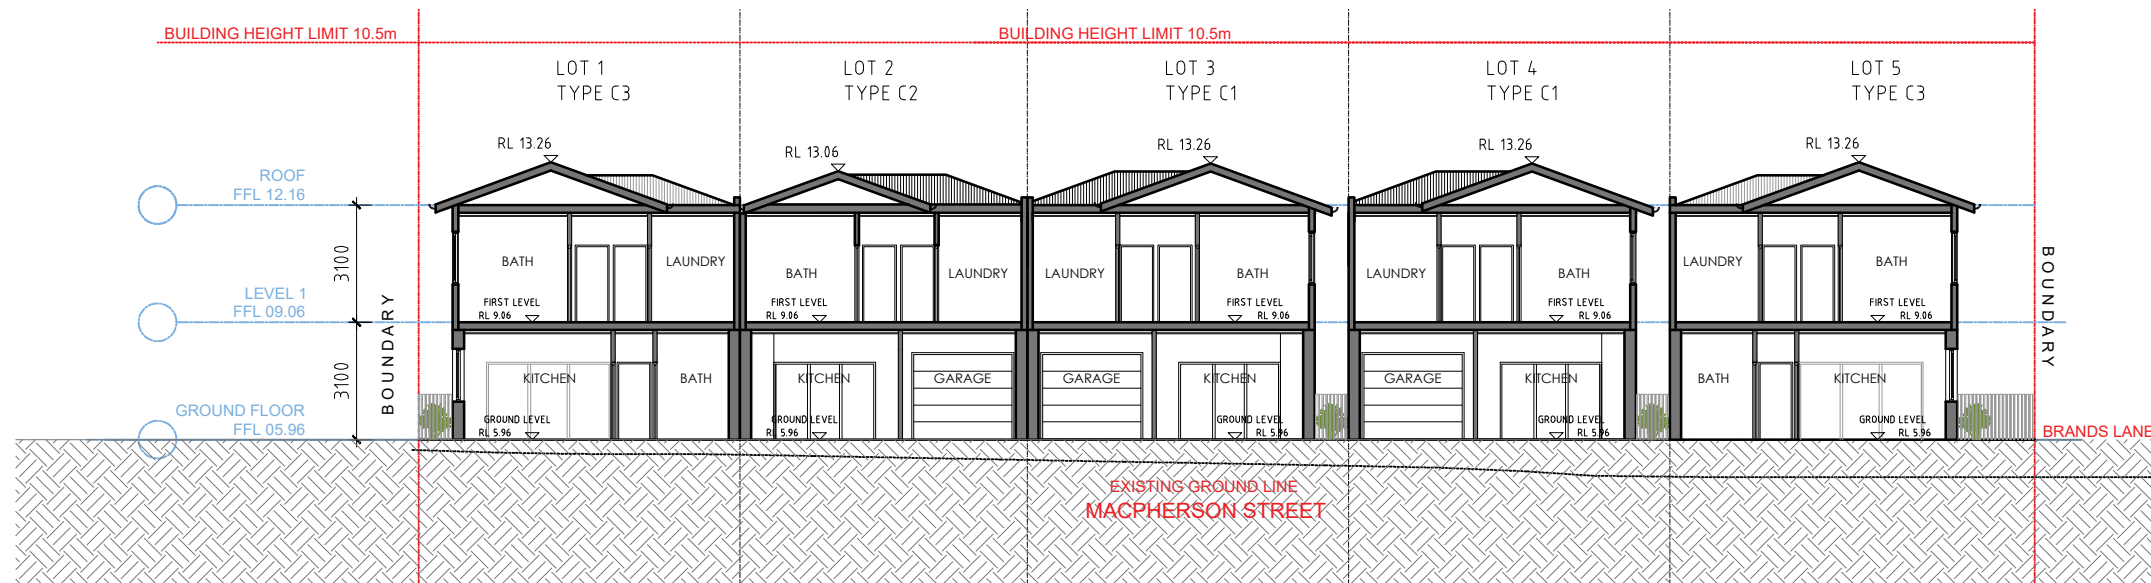 BUILDING HEIGHT LIMIT 10.5m
BUILDING HEIGHT LIMIT 10.5m
LOT 1
TYPE C3
LOT 2
TYPE C2
LOT 3
TYPE C1
LOT 4
TYPE C1
LOT 5
TYPE C3
RL 13.26
RL 13.06
RL 13.26
RL 13.26
RL 13.26
ROOF
FFL 12.16
3100
LEVEL 1
FFL 09.06
3100
GROUND FLOOR
FFL 05.96
BOUNDARY
BATH
LAUNDRY
FIRST LEVEL
RL 9.06
BATH
LAUNDRY
FIRST LEVEL
RL 9.06
LAUNDRY
BATH
FIRST LEVEL
RL 9.06
LAUNDRY
BATH
FIRST LEVEL
RL 9.06
LAUNDRY
BATH
FIRST LEVEL
RL 9.06
KITCHEN
BATH
GROUND LEVEL
RL 5.96
KITCHEN
GARAGE
GROUND LEVEL
RL 5.96
GARAGE
KITCHEN
GROUND LEVEL
RL 5.96
GARAGE
KITCHEN
GROUND LEVEL
RL 5.96
BATH
KITCHEN
GROUND LEVEL
RL 5.96
BOUNDARY
BRANDS LANE
EXISTING GROUND LINE
MACPHERSON STREET